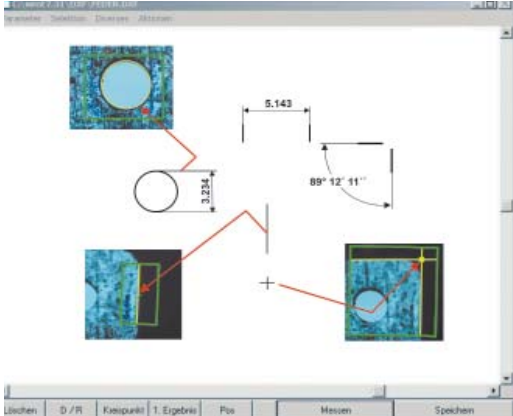 Parameter Selektion Diverses Aktionen
5.143
89° 12´ 11´´
3.234
Löschen D / R Kreispunkt 1. Ergebnis Pos Messen Speichern